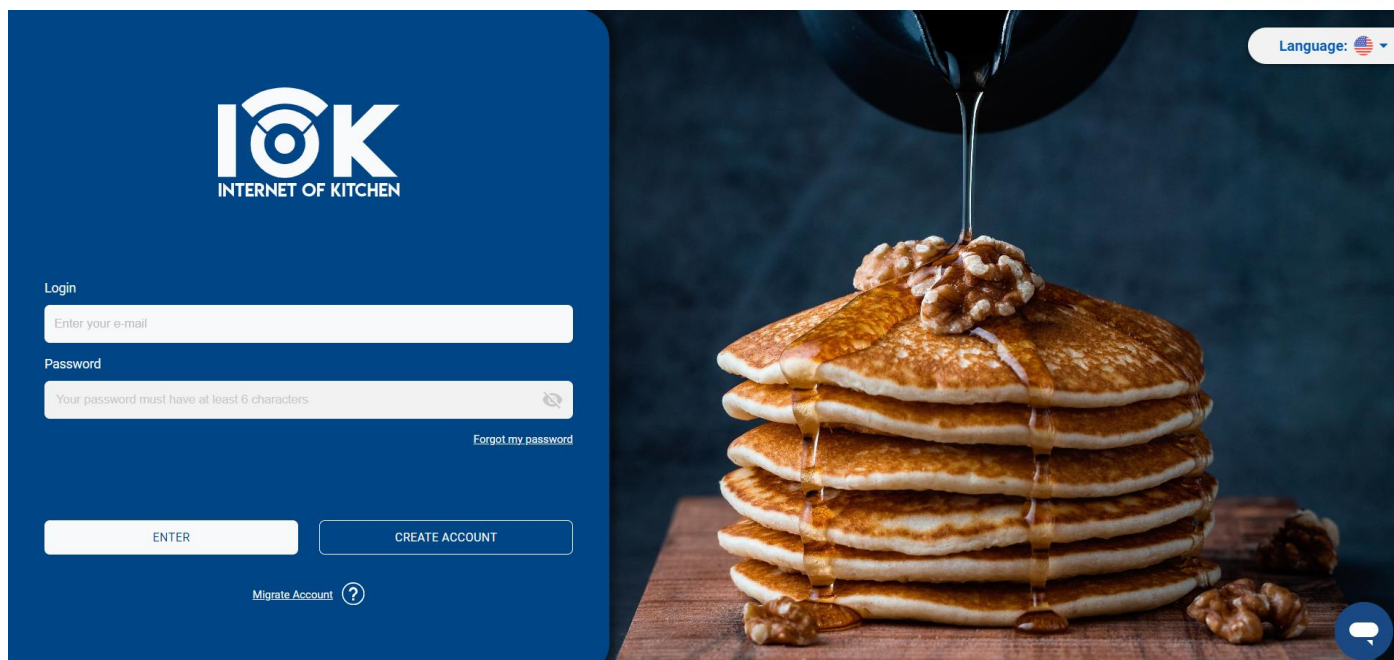 IOK
INTERNET OF KITCHEN
Language:
Login
Enter your e-mail
Password
Your password must have at least 6 characters
Forgot my password
ENTER
CREATE ACCOUNT
Migrate Account ?